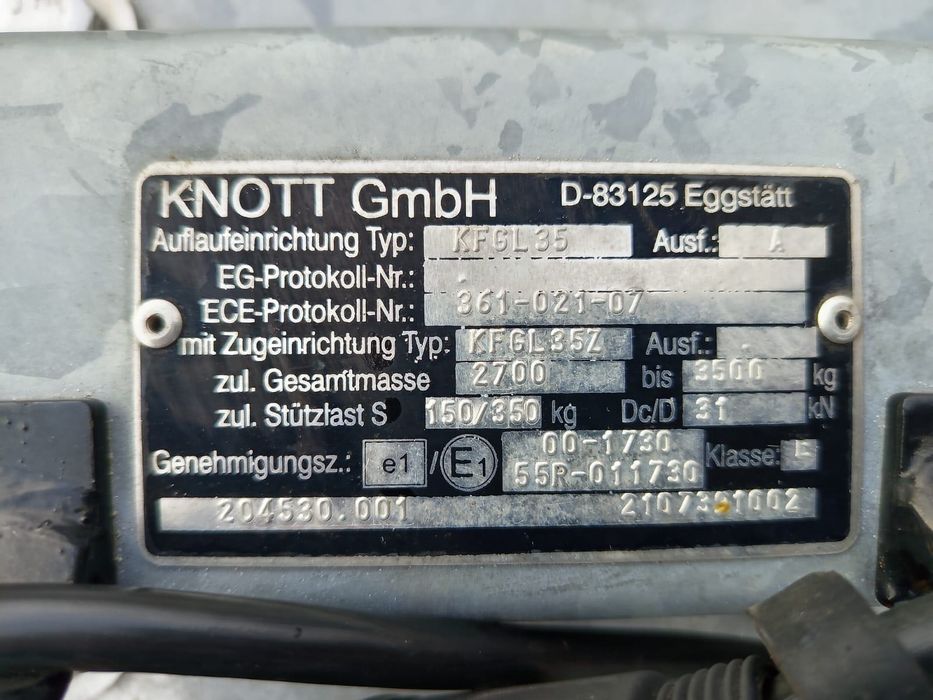 KNOTT GmbH D-83125 Eggstätt
Auflaufeinrichtung Typ: KFGL35 Ausf.: A
EG-Protokoll-Nr.: .
ECE-Protokoll-Nr.: 361-021-07
mit Zugeinrichtung Typ: KFGL35Z Ausf.: .
zul. Gesamtmasse 2700 bis 3500 kg
zul. Stützlast S 150/350 kg Dc/D 31 kN
Genehmigungsz.: e1 / E1 00-1730
55R-011730 Klasse: E
204530.001